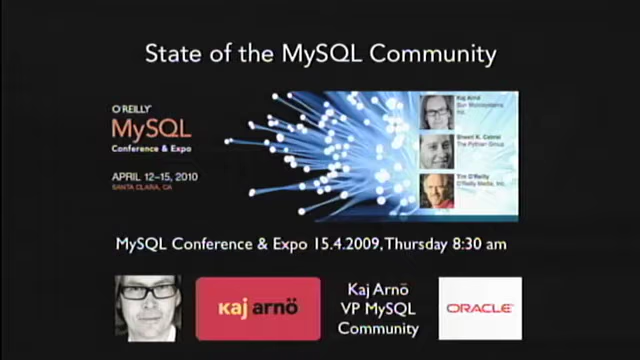 State of the MySQL Community
O'REILLY
MySQL
Conference & Expo
APRIL 12–15, 2010
SANTA CLARA, CA
Kaj Arnö
Sun Microsystems,
Inc.
Sheeri K. Cabral
The Pythian Group
Tim O'Reilly
O'Reilly Media, Inc.
MySQL Conference & Expo 15.4.2009, Thursday 8:30 am
kaj arnö
Kaj Arnö
VP MySQL
Community
ORACLE